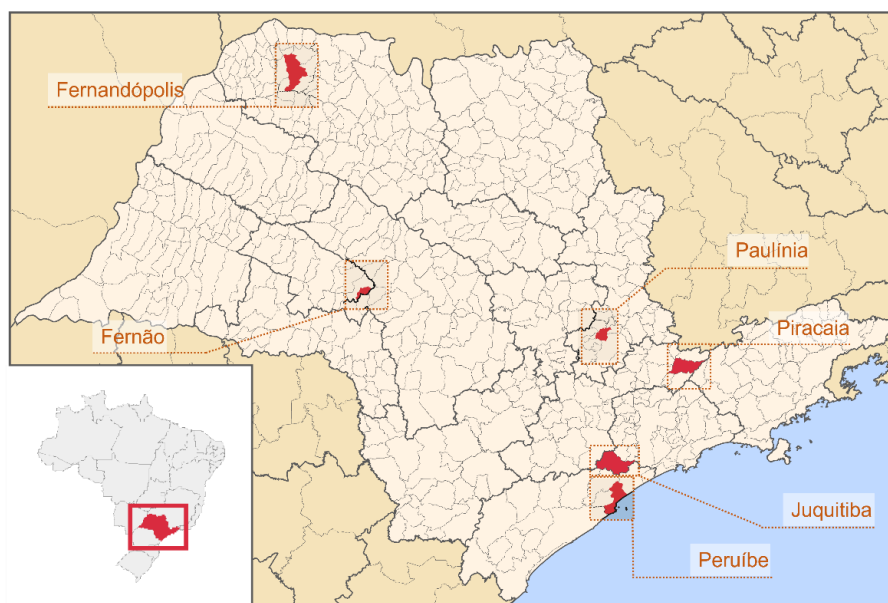 Fernandópolis
Paulínia
Piracaia
Fernão
Juquitiba
Peruíbe